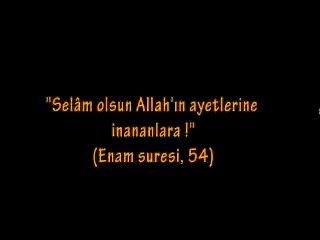 "Selâm olsun Allah'ın ayetlerine
inananlara !"
(Enam suresi, 54)